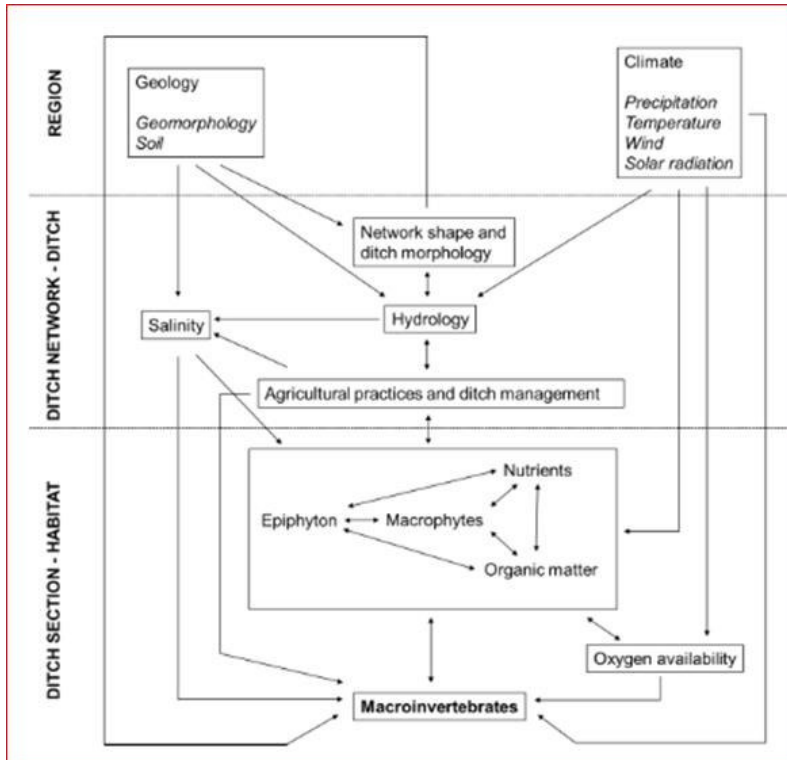 REGION
Geology
Geomorphology
Soil
Climate
Precipitation
Temperature
Wind
Solar radiation
DITCH NETWORK - DITCH
Network shape and
ditch morphology
Salinity
Hydrology
Agricultural practices and ditch management
DITCH SECTION - HABITAT
Nutrients
Epiphyton
Macrophytes
Organic matter
Oxygen availability
Macroinvertebrates